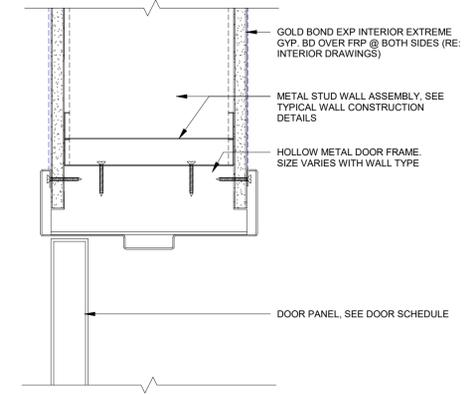 GOLD BOND EXP INTERIOR EXTREME
GYP. BD OVER FRP @ BOTH SIDES (RE:
INTERIOR DRAWINGS)
METAL STUD WALL ASSEMBLY, SEE
TYPICAL WALL CONSTRUCTION
DETAILS
HOLLOW METAL DOOR FRAME.
SIZE VARIES WITH WALL TYPE
DOOR PANEL, SEE DOOR SCHEDULE